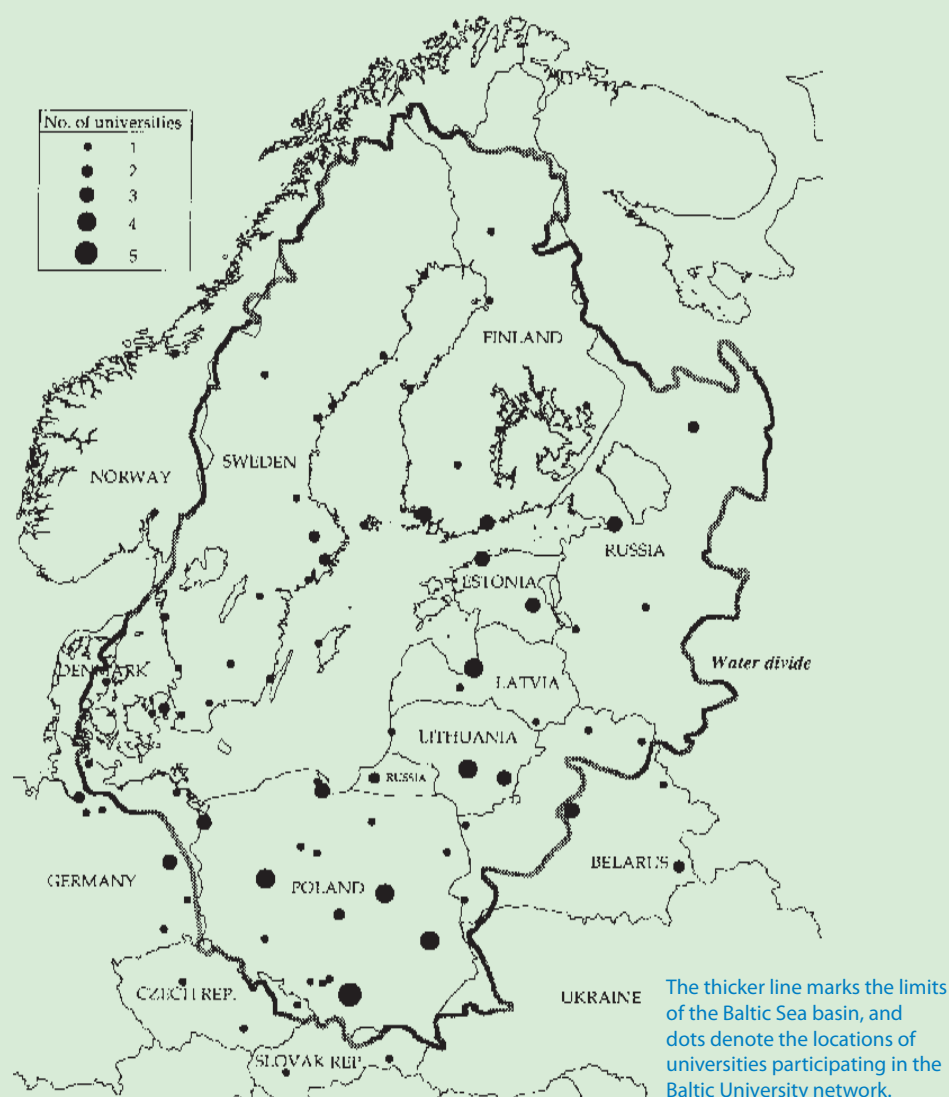 No. of universities
1
2
3
4
5
FINLAND
NORWAY
SWEDEN
RUSSIA
ESTONIA
Water divide
DENMARK
LATVIA
LITHUANIA
RUSSIA
BELARUS
GERMANY
POLAND
CZECH REP.
UKRAINE
SLOVAK REP.
The thicker line marks the limits
of the Baltic Sea basin, and
dots denote the locations of
universities participating in the
Baltic University network.